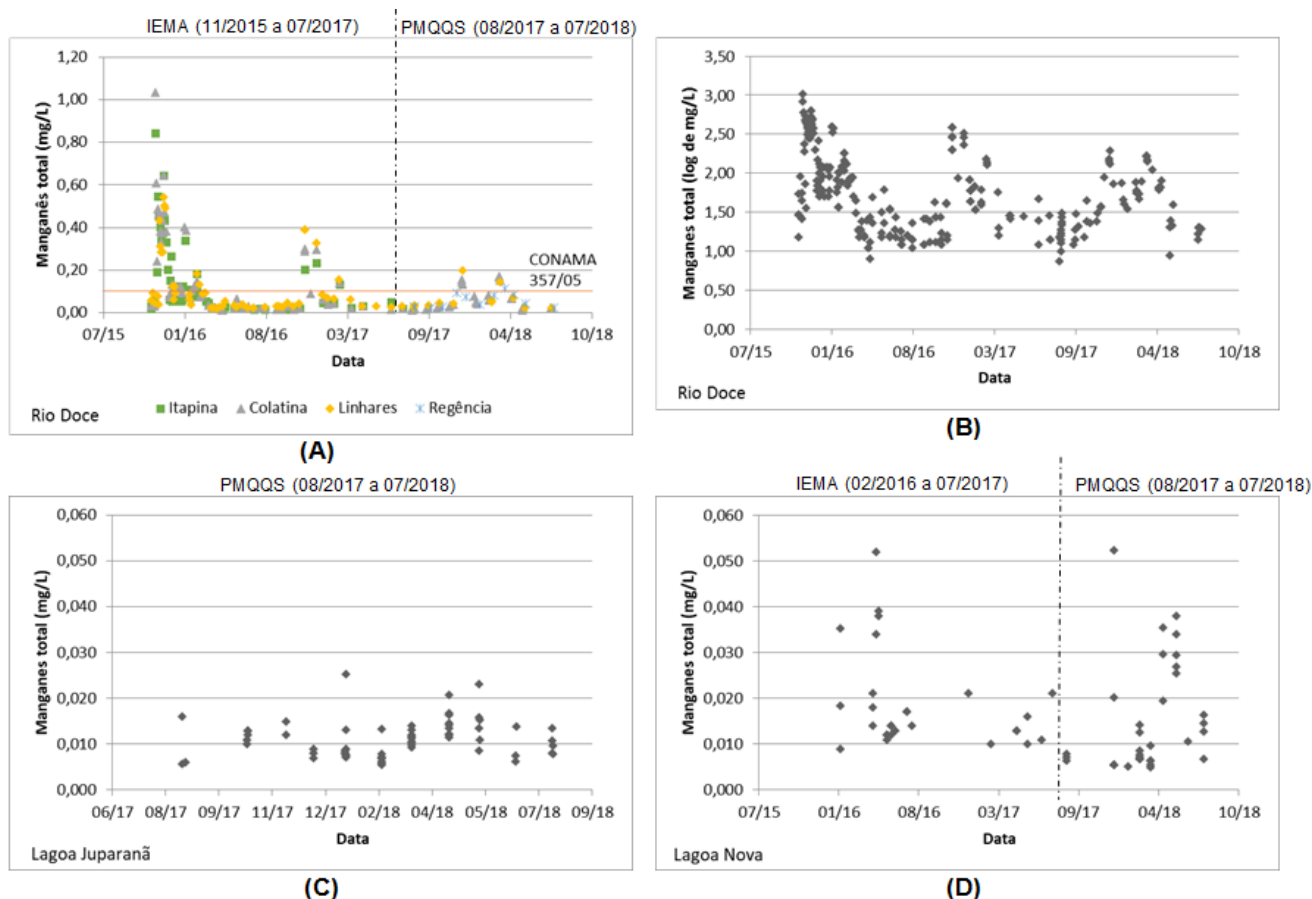 IEMA (11/2015 a 07/2017)
PMQQS (08/2017 a 07/2018)
Manganês total (mg/L)
1,20
1,00
0,80
0,60
0,40
0,20
0,00
CONAMA
357/05
07/15
01/16
08/16
03/17
09/17
04/18
10/18
Data
Itapina
Colatina
Linhares
Regência
Rio Doce
(A)
Manganes total (log de mg/L)
3,50
3,00
2,50
2,00
1,50
1,00
0,50
0,00
07/15
01/16
08/16
03/17
09/17
04/18
10/18
Data
Rio Doce
(B)
PMQQS (08/2017 a 07/2018)
Manganes total (mg/L)
0,060
0,050
0,040
0,030
0,020
0,010
0,000
06/17
08/17
09/17
11/17
12/17
02/18
04/18
05/18
07/18
09/18
Data
Lagoa Juparanã
(C)
IEMA (02/2016 a 07/2017)
PMQQS (08/2017 a 07/2018)
Manganes total (mg/L)
0,060
0,050
0,040
0,030
0,020
0,010
0,000
07/15
01/16
08/16
03/17
09/17
04/18
10/18
Data
Lagoa Nova
(D)